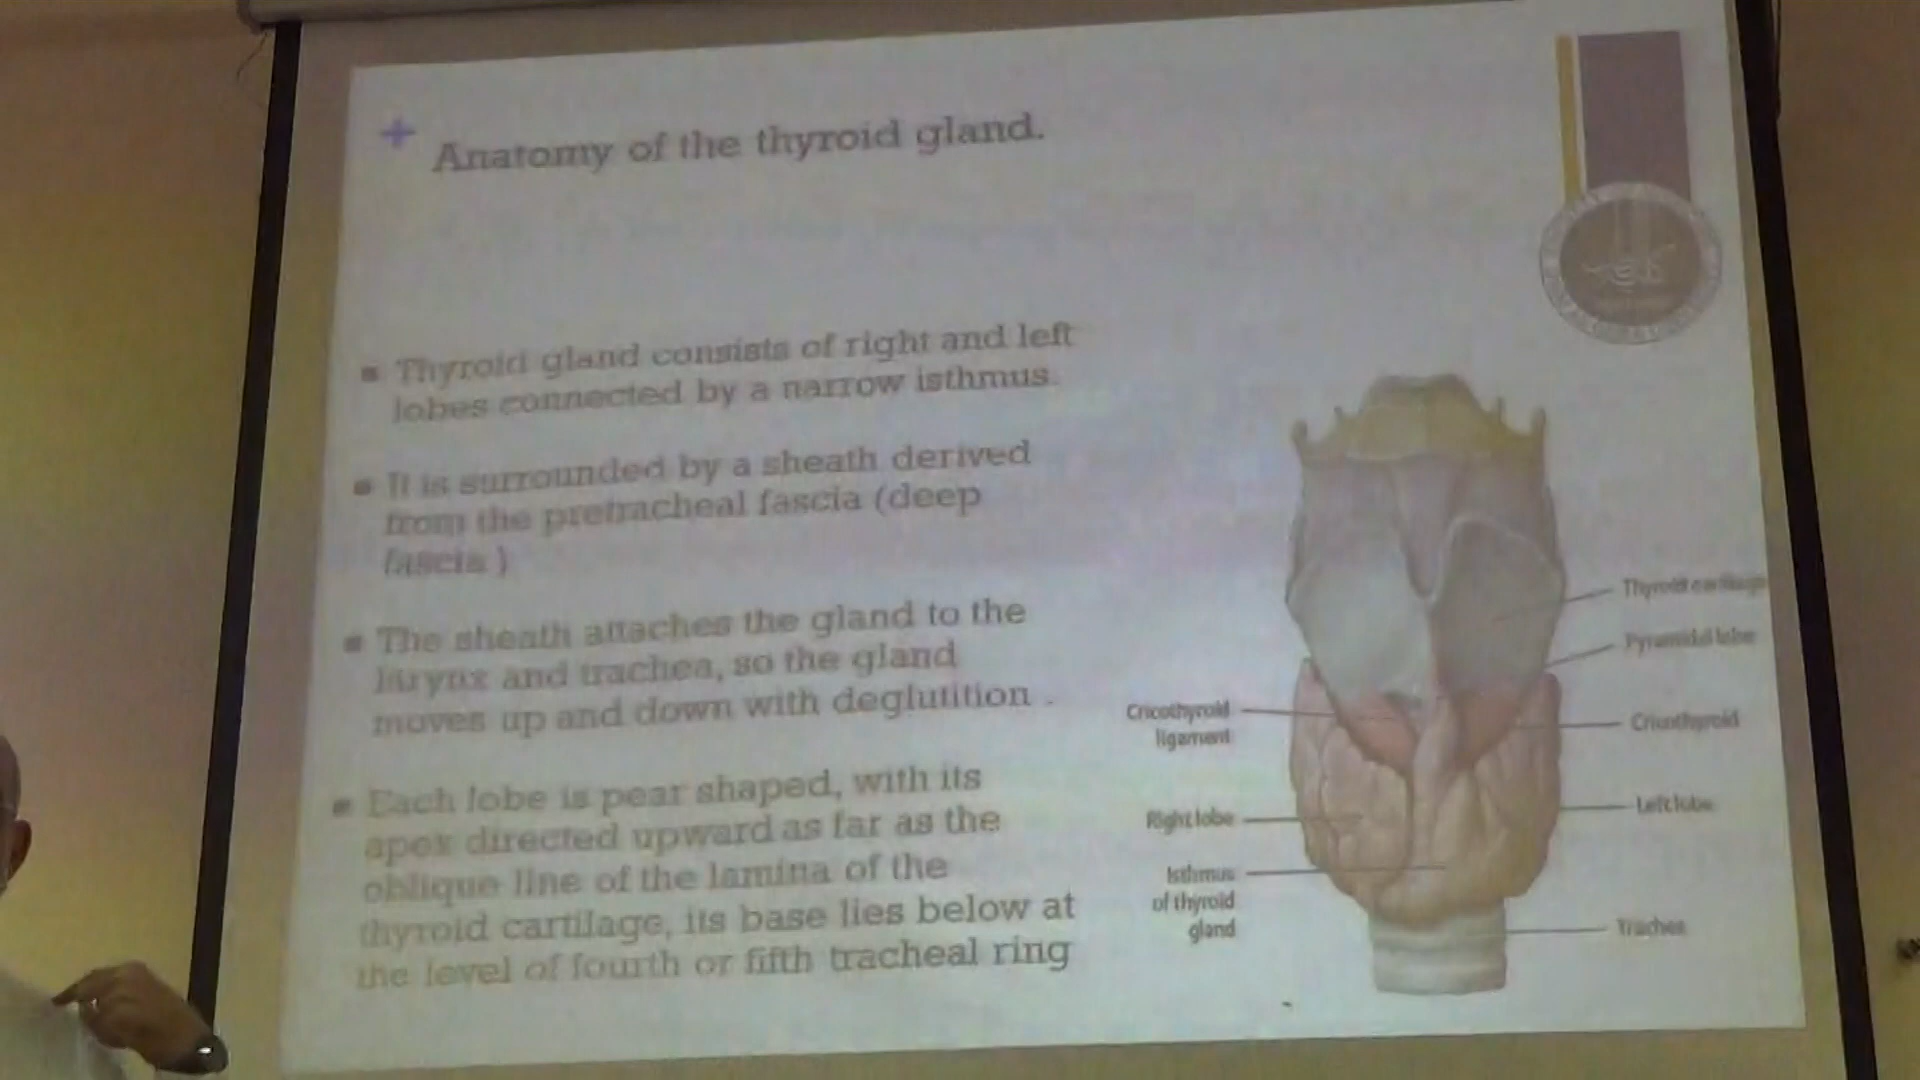 + Anatomy of the thyroid gland.
▪ Thyroid gland consists of right and left
lobes connected by a narrow isthmus.
▪ It is surrounded by a sheath derived
from the pretracheal fascia (deep
fascia )
▪ The sheath attaches the gland to the
larynx and trachea, so the gland
moves up and down with deglutition .
▪ Each lobe is pear shaped, with its
apex directed upward as far as the
oblique line of the lamina of the
thyroid cartilage, its base lies below at
the level of fourth or fifth tracheal ring
Thyroid cartilage
Pyramidal lobe
Cricothyroid
ligament
Cricothyroid
Right lobe
Left lobe
Isthmus
of thyroid
gland
Trachea